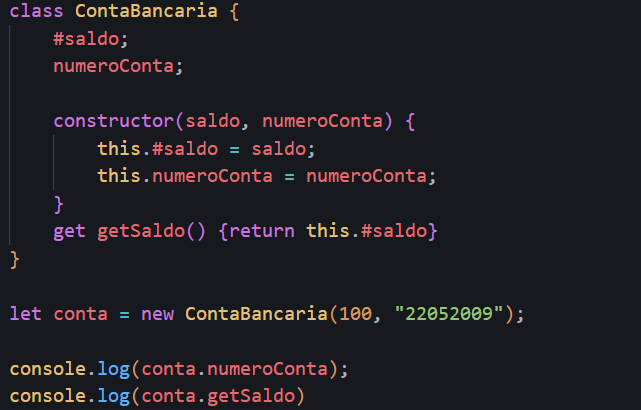 class ContaBancaria {
#saldo;
numeroConta;
constructor(saldo, numeroConta) {
this.#saldo = saldo;
this.numeroConta = numeroConta;
}
get getSaldo() {return this.#saldo}
}
let conta = new ContaBancaria(100, "22052009");
console.log(conta.numeroConta);
console.log(conta.getSaldo)